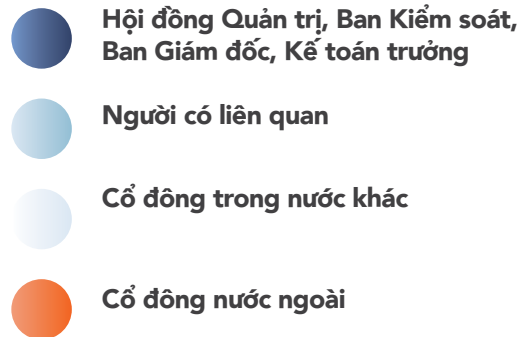 Hội đồng Quản trị, Ban Kiểm soát,
Ban Giám đốc, Kế toán trưởng
Người có liên quan
Cổ đông trong nước khác
Cổ đông nước ngoài